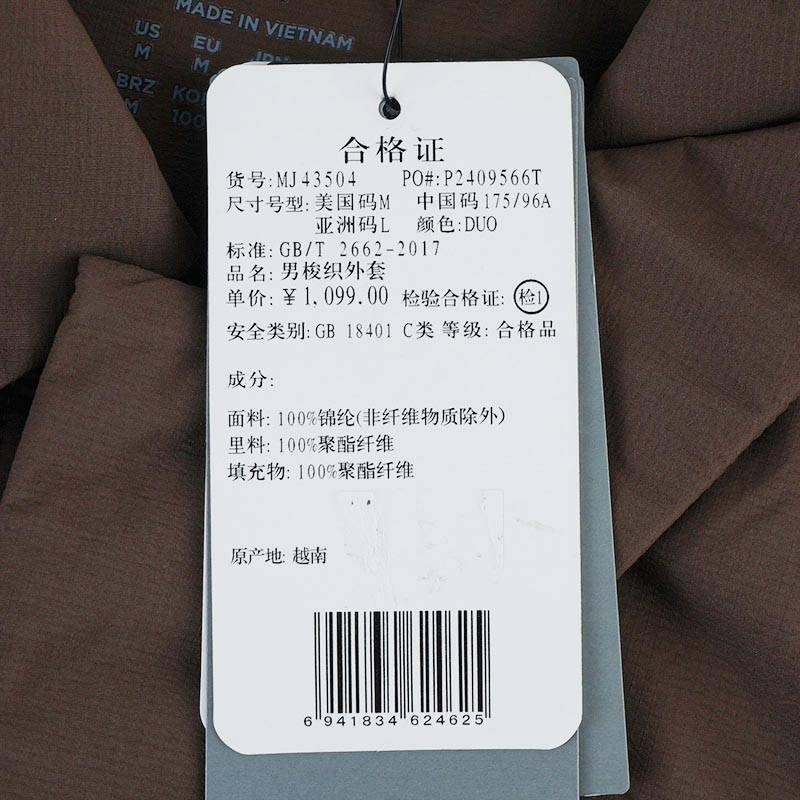 MADE IN VIETNAM
US EU
M M
BRZ
M 100
合格证
货号:MJ43504 PO#:P2409566T
尺寸号型:美国码M 中国码175/96A
亚洲码L 颜色:DUO
标准:GB/T 2662-2017
品名:男梭织外套
单价:￥1,099.00 检验合格证:检1
安全类别:GB 18401 C类 等级:合格品
成分:
面料:100%锦纶(非纤维物质除外)
里料:100%聚酯纤维
填充物:100%聚酯纤维
原产地:越南
6 941834 624625